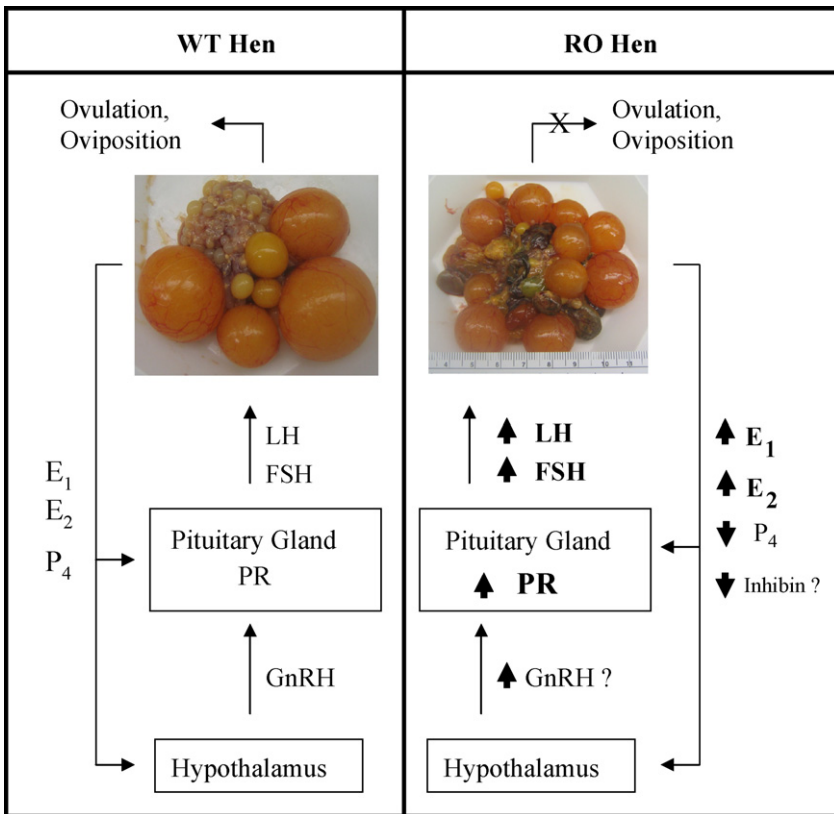 WT Hen
Ovulation,
Oviposition
LH
FSH
E1
E2
P4
Pituitary Gland
PR
GnRH
Hypothalamus
RO Hen
X
Ovulation,
Oviposition
LH
FSH
E1
E2
P4
Inhibin ?
Pituitary Gland
PR
GnRH ?
Hypothalamus